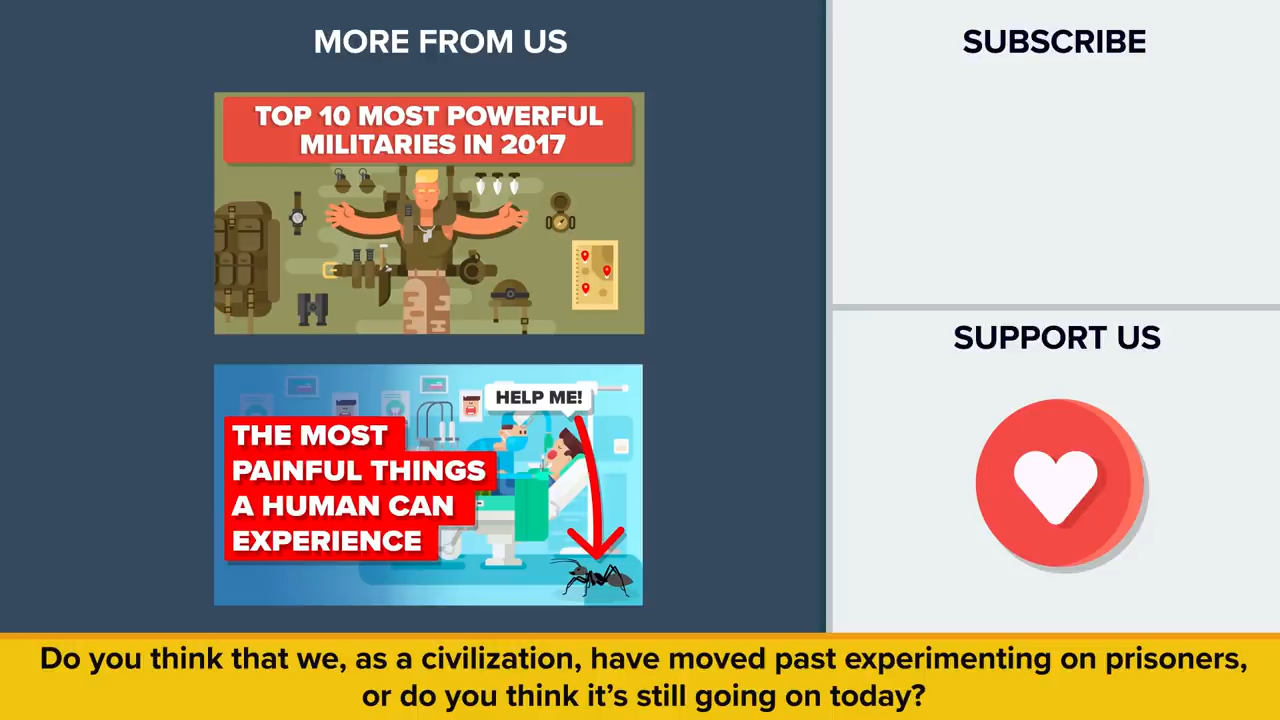 MORE FROM US
TOP 10 MOST POWERFUL
MILITARIES IN 2017
HELP ME!
THE MOST
PAINFUL THINGS
A HUMAN CAN
EXPERIENCE
SUBSCRIBE
SUPPORT US
Do you think that we, as a civilization, have moved past experimenting on prisoners,
or do you think it’s still going on today?